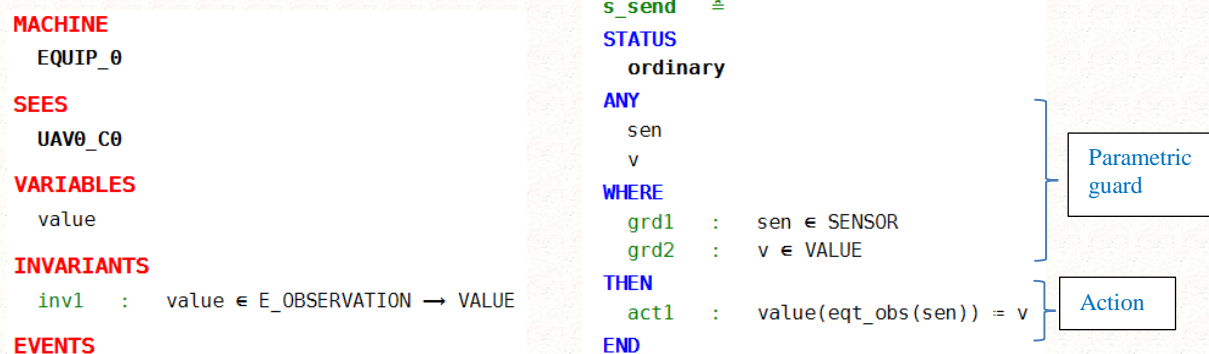 MACHINE
EQUIP_0
SEES
UAV0_C0
VARIABLES
value
INVARIANTS
inv1 : value ∈ E_OBSERVATION → VALUE
EVENTS
s_send ≙
STATUS
ordinary
ANY
sen
v
WHERE
grd1 : sen ∈ SENSOR
grd2 : v ∈ VALUE
THEN
act1 : value(eqt_obs(sen)) ≔ v
END
Parametric
guard
Action